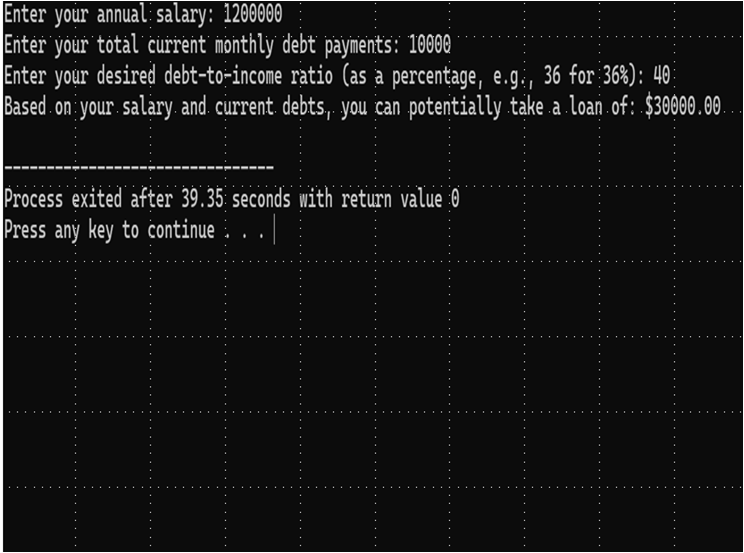 Enter your annual salary: 1200000
Enter your total current monthly debt payments: 10000
Enter your desired debt-to-income ratio (as a percentage, e.g., 36 for 36%): 40
Based on your salary and current debts, you can potentially take a loan of: $30000.00
--------------------------------
Process exited after 39.35 seconds with return value 0
Press any key to continue . . .